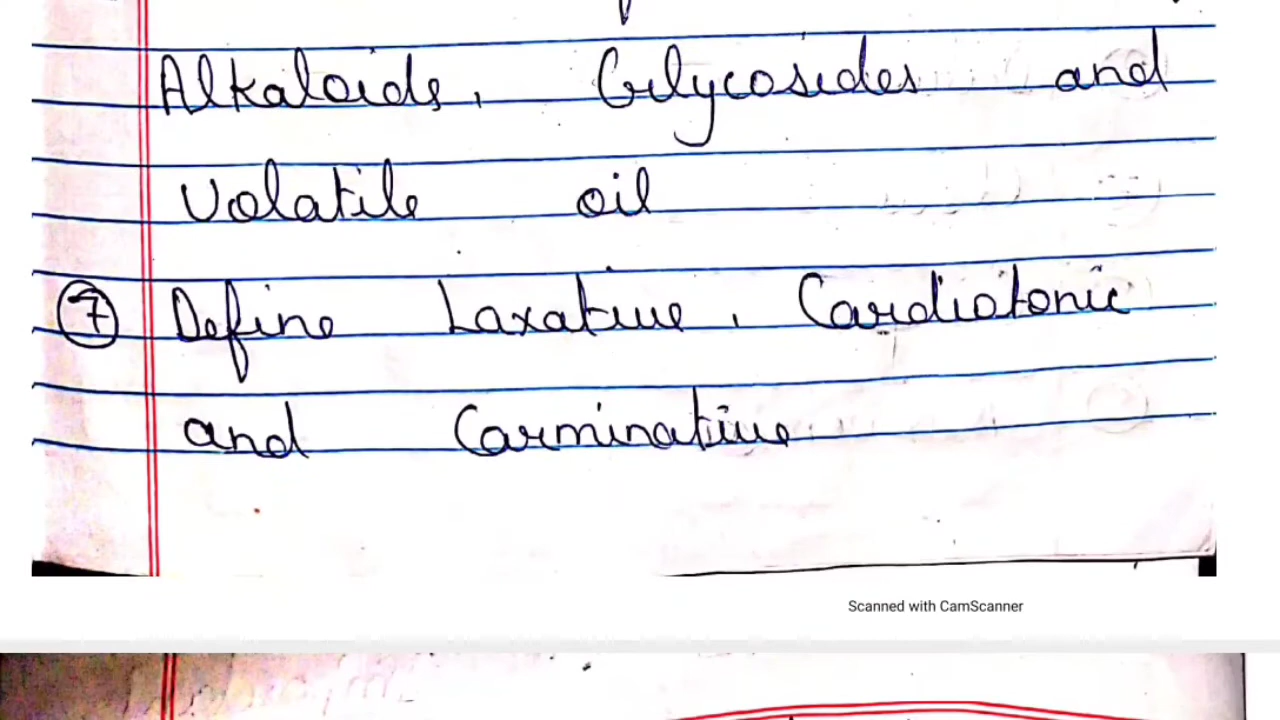 Alkaloids, Glycosides and
volatile oil
⑦ Define Laxative, Cardiotonic
and Carminative
Scanned with CamScanner